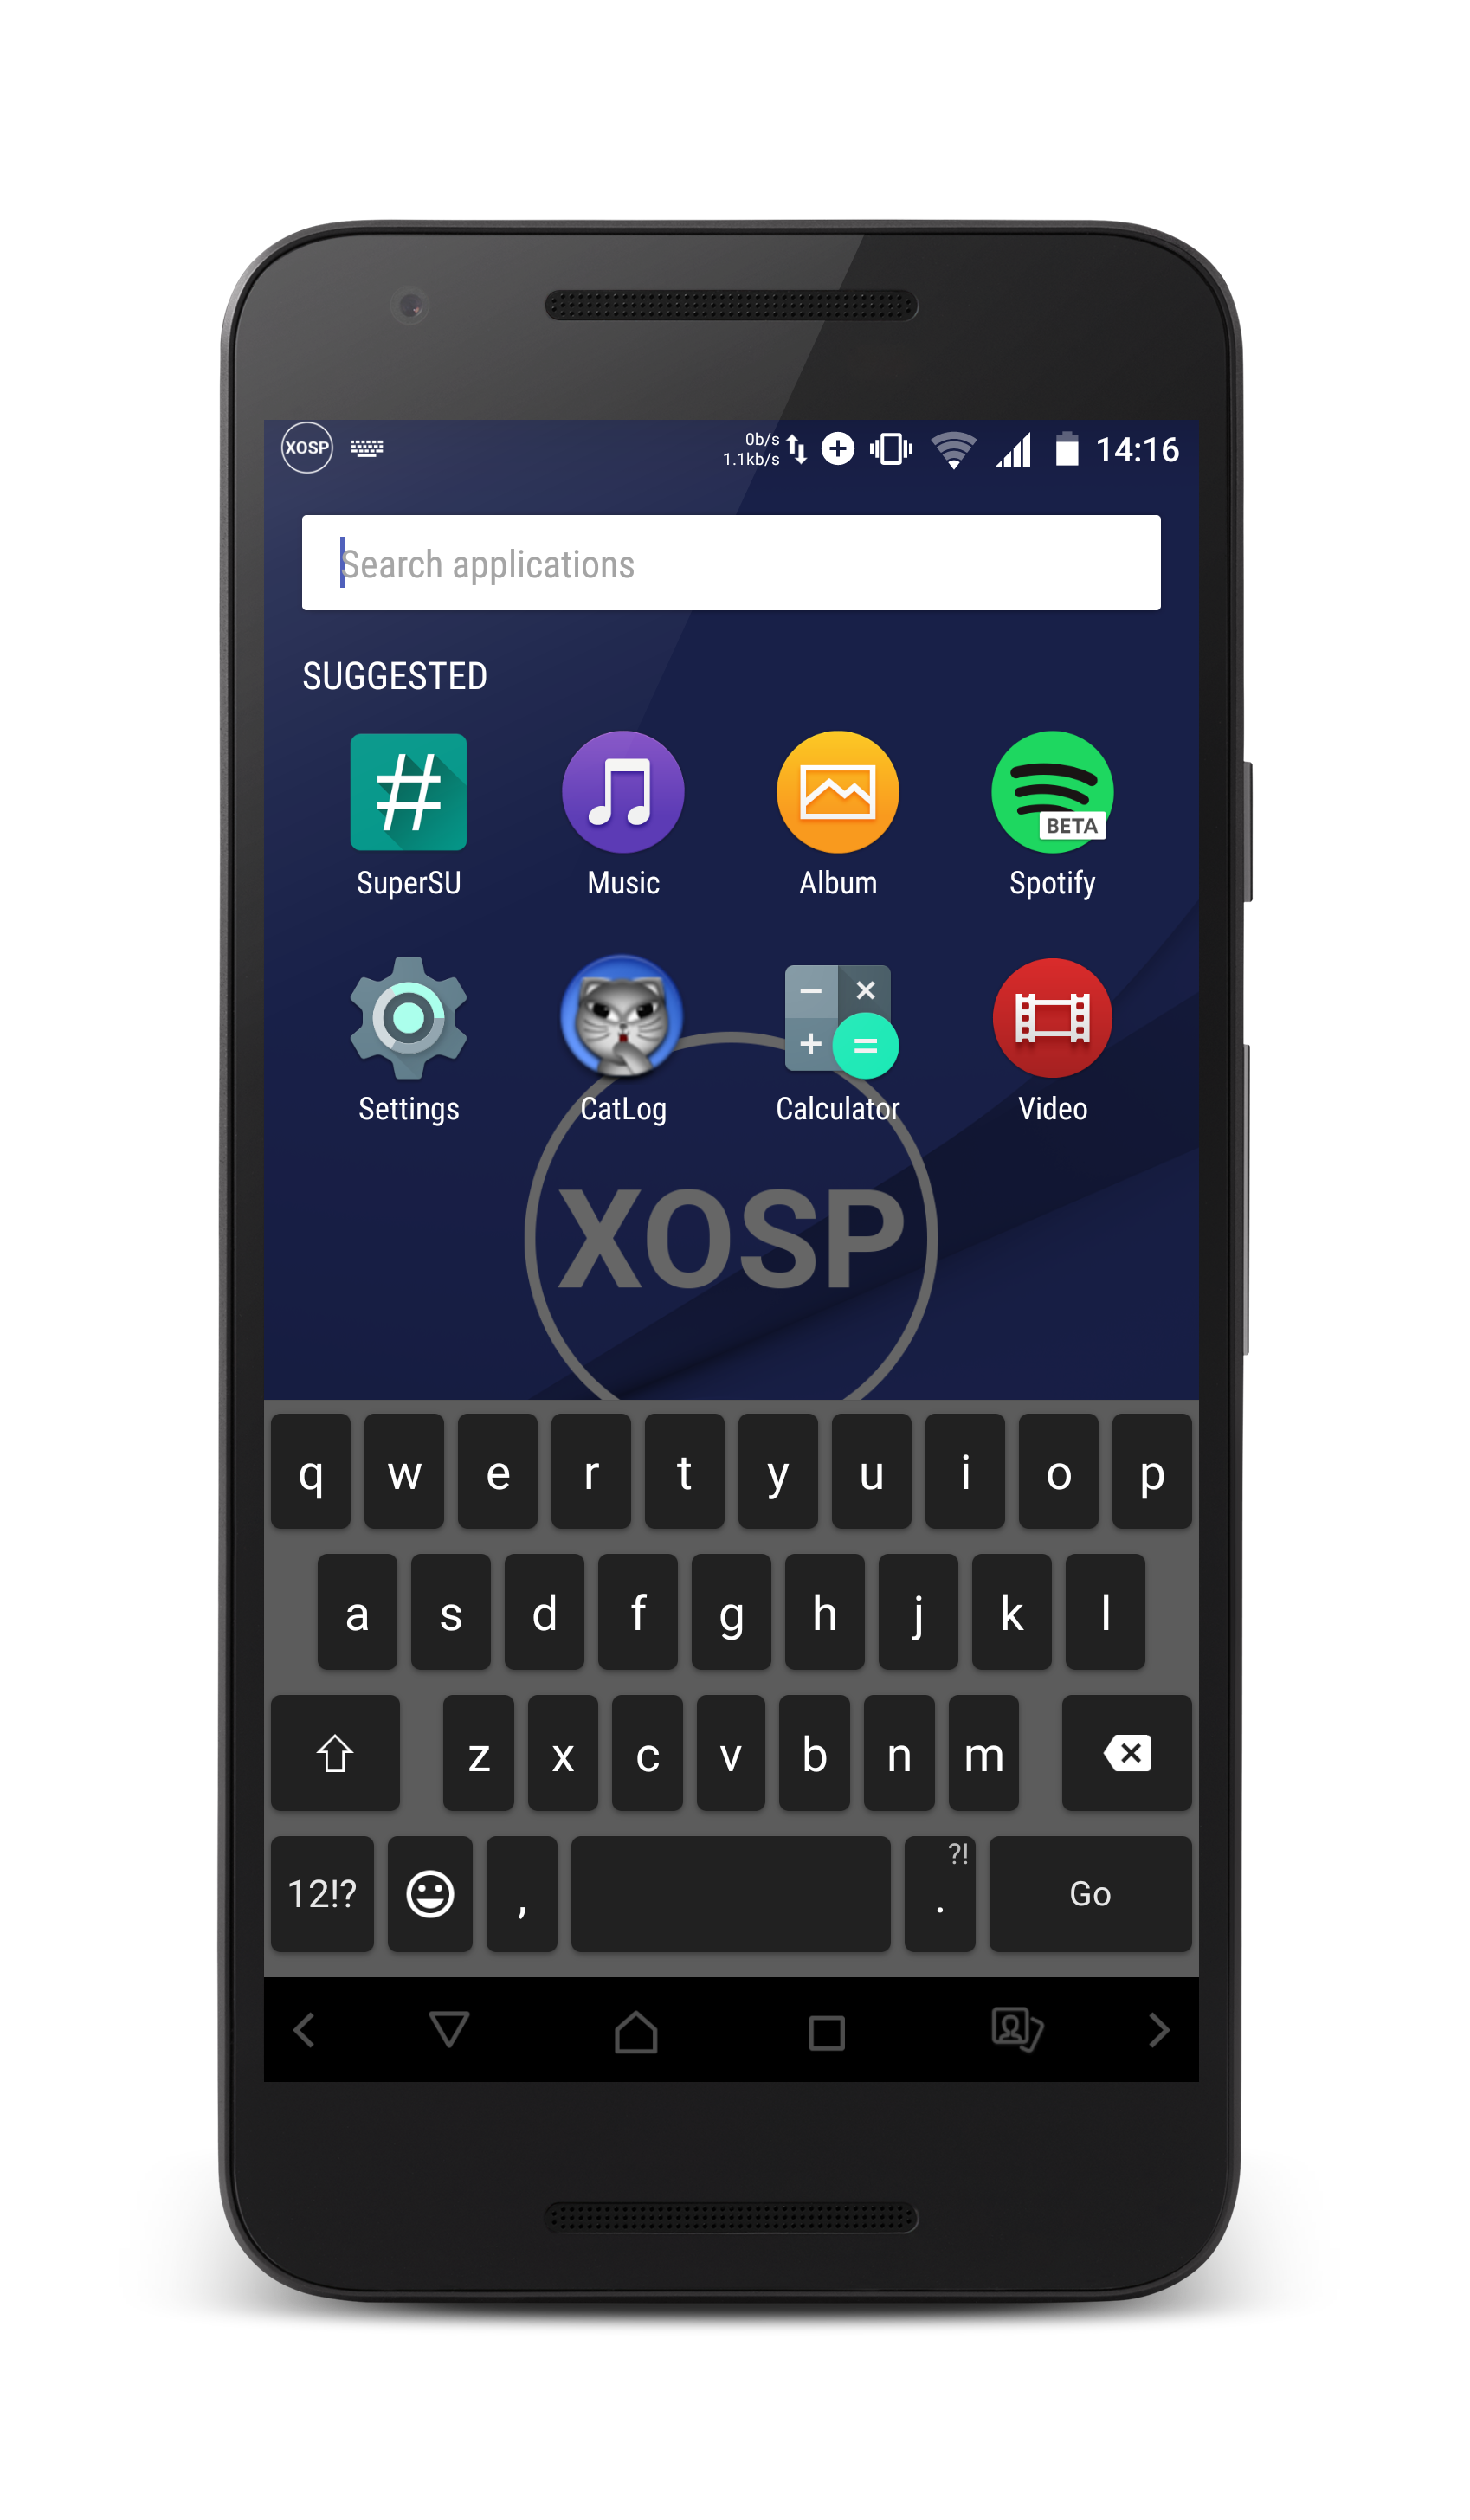 XOSP
0b/s
1.1kb/s
14:16
Search applications
SUGGESTED
SuperSU Music Album BETA Spotify
Settings CatLog Calculator Video
XOSP
q w e r t y u i o p
a s d f g h j k l
z x c v b n m
12!? , ?! . Go